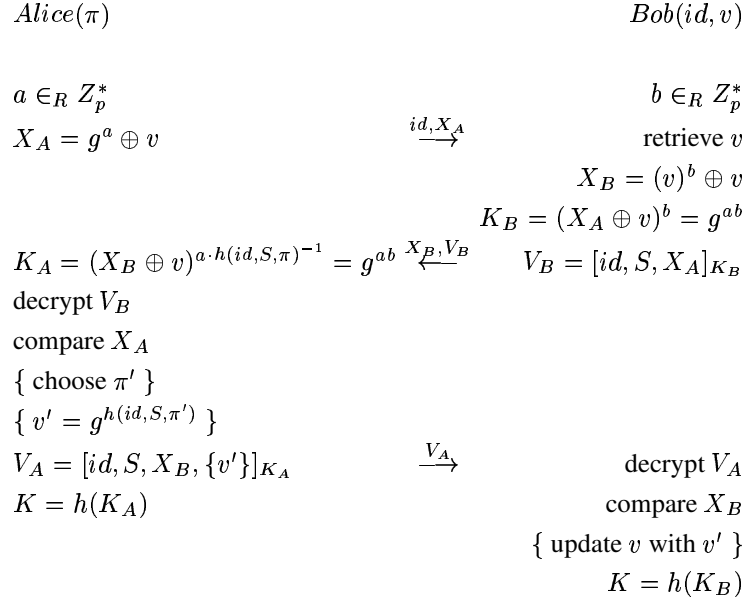 Alice(π) Bob(id, v)
a ∈_R Z_p^* b ∈_R Z_p^*
X_A = g^a ⊕ v →^{id,X_A} retrieve v
X_B = (v)^b ⊕ v
K_B = (X_A ⊕ v)^b = g^{ab}
K_A = (X_B ⊕ v)^{a·h(id,S,π)^{-1}} = g^{ab} ←^{X_B,V_B} V_B = [id, S, X_A]_{K_B}
decrypt V_B
compare X_A
{ choose π′ }
{ v′ = g^{h(id,S,π′)} }
V_A = [id, S, X_B, {v′}]_{K_A} →^{V_A} decrypt V_A
K = h(K_A) compare X_B
{ update v with v′ }
K = h(K_B)